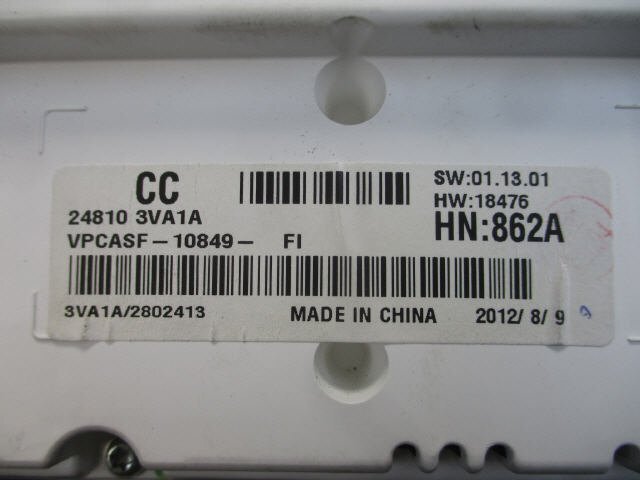 CC
SW:01.13.01
HW:18476
24810 3VA1A
HN:862A
VPCASF-10849- FI
3VA1A/2802413 MADE IN CHINA 2012/ 8/ 9